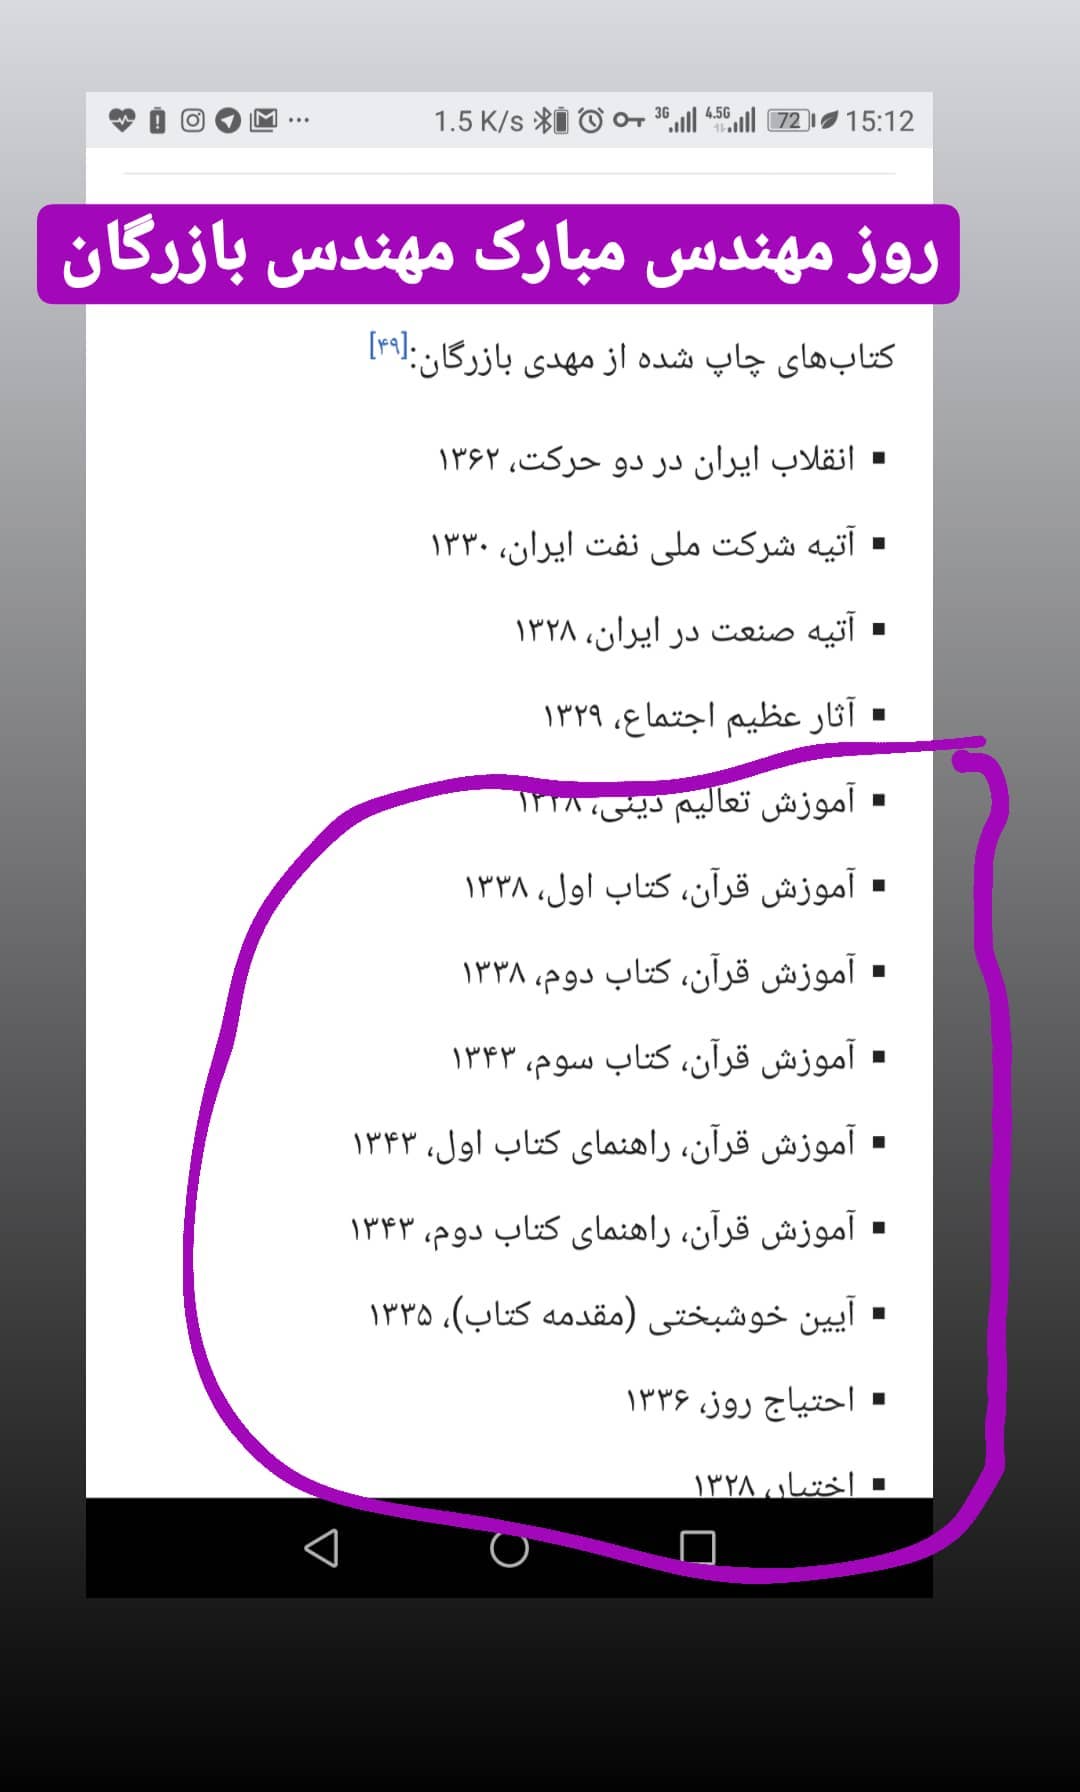 1.5 K/s 3G 4.5G 72 15:12
روز مهندس مبارک مهندس بازرگان
کتاب‌های چاپ شده از مهدی بازرگان:[۴۹]
▪ انقلاب ایران در دو حرکت، ۱۳۶۲
▪ آتیه شرکت ملی نفت ایران، ۱۳۳۰
▪ آتیه صنعت در ایران، ۱۳۲۸
▪ آثار عظیم اجتماع، ۱۳۲۹
▪ آموزش تعالیم دینی،
▪ آموزش قرآن، کتاب اول، ۱۳۳۸
▪ آموزش قرآن، کتاب دوم، ۱۳۳۸
▪ آموزش قرآن، کتاب سوم، ۱۳۴۳
▪ آموزش قرآن، راهنمای کتاب اول، ۱۳۴۳
▪ آموزش قرآن، راهنمای کتاب دوم، ۱۳۴۳
▪ آیین خوشبختی (مقدمه کتاب)، ۱۳۳۵
▪ احتیاج روز، ۱۳۳۶
▪ اختیار، ۱۳۲۸